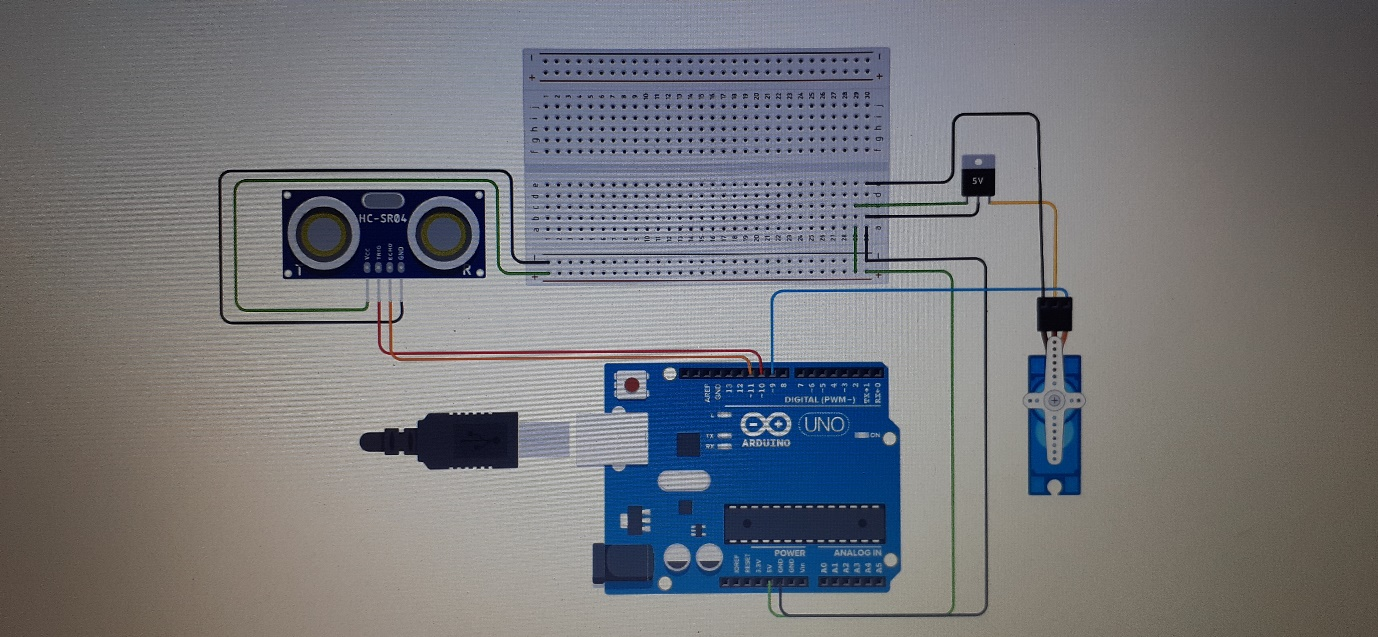 5V
HC-SR04
Vcc
TRIG
ECHO
GND
T
R
AREF
GND
13
12
~11
~10
~9
8
7
~6
~5
4
~3
2
TX→1
RX←0
DIGITAL (PWM~)
L
TX
RX
ARDUINO
UNO
ON
POWER
ANALOG IN
IOREF
RESET
3.3V
5V
GND
GND
Vin
A0
A1
A2
A3
A4
A5